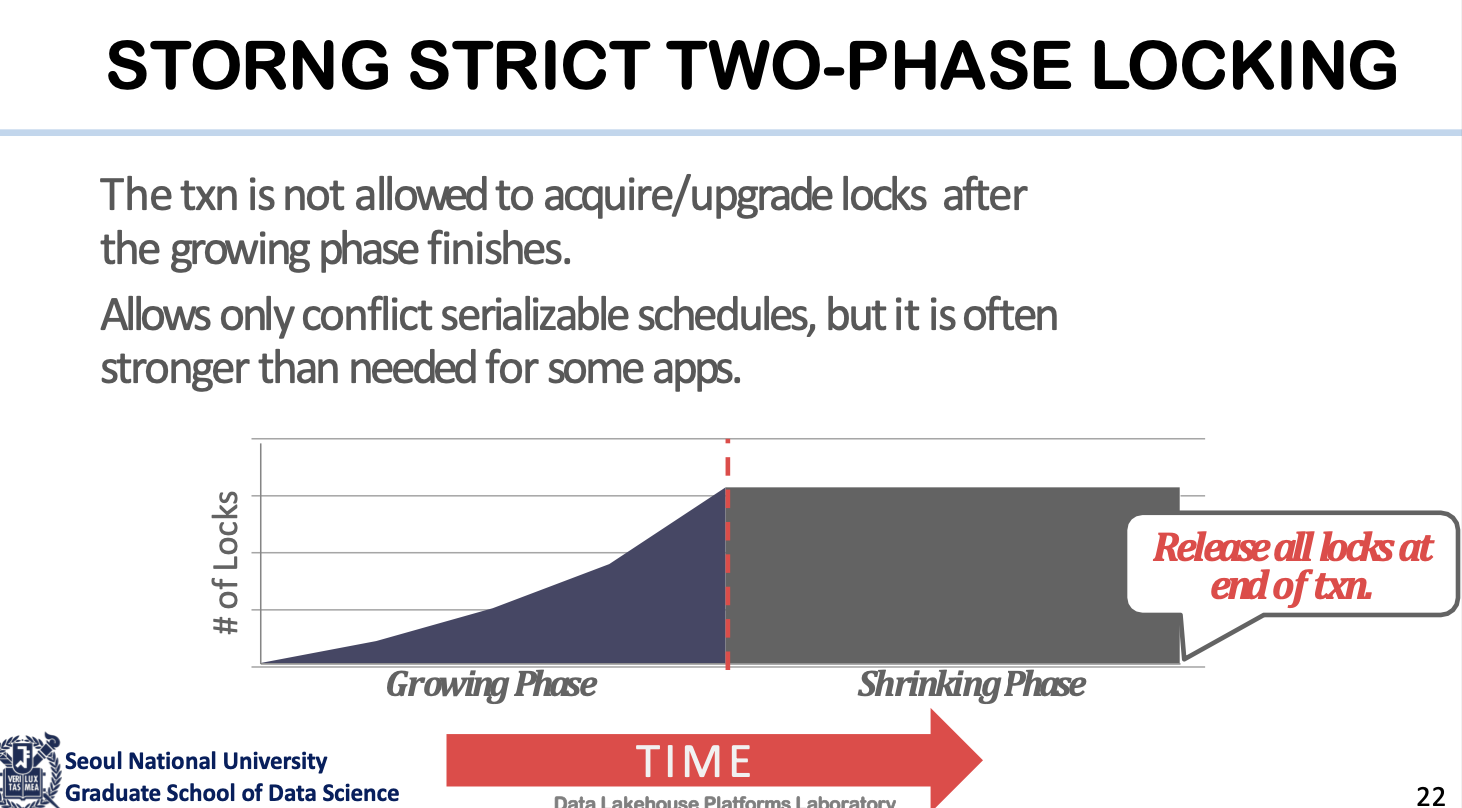 STORNG STRICT TWO-PHASE LOCKING
The txn is not allowed to acquire/upgrade locks after
the growing phase finishes.
Allows only conflict serializable schedules, but it is often
stronger than needed for some apps.
# of Locks
Release all locks at
end of txn.
Growing Phase
Shrinking Phase
TIME
VERI LUX
TAS MEA
Seoul National University
Graduate School of Data Science
Data Lakehouse Platforms Laboratory
22